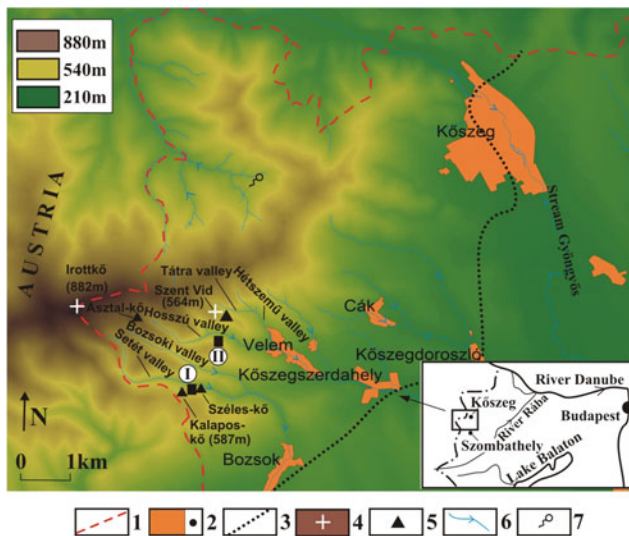 880m
540m
210m
Kőszeg
AUSTRIA
Stream Gyöngyös
Irottkő
(882m)
Tátra valley
Szent Vid
(564m)
Hétszemű valley
Asztal-kő
Hosszú valley
Bozsoki valley
Setét valley
Cák
Velem
II
I
Kőszegdoroszló
Kőszegszerdahely
Széles-kő
Kalapos-
kő (587m)
Bozsok
N
0 1km
River Danube
Kőszeg
Budapest
River Rába
Szombathely
Lake Balaton
1 2 3 4 5 6 7